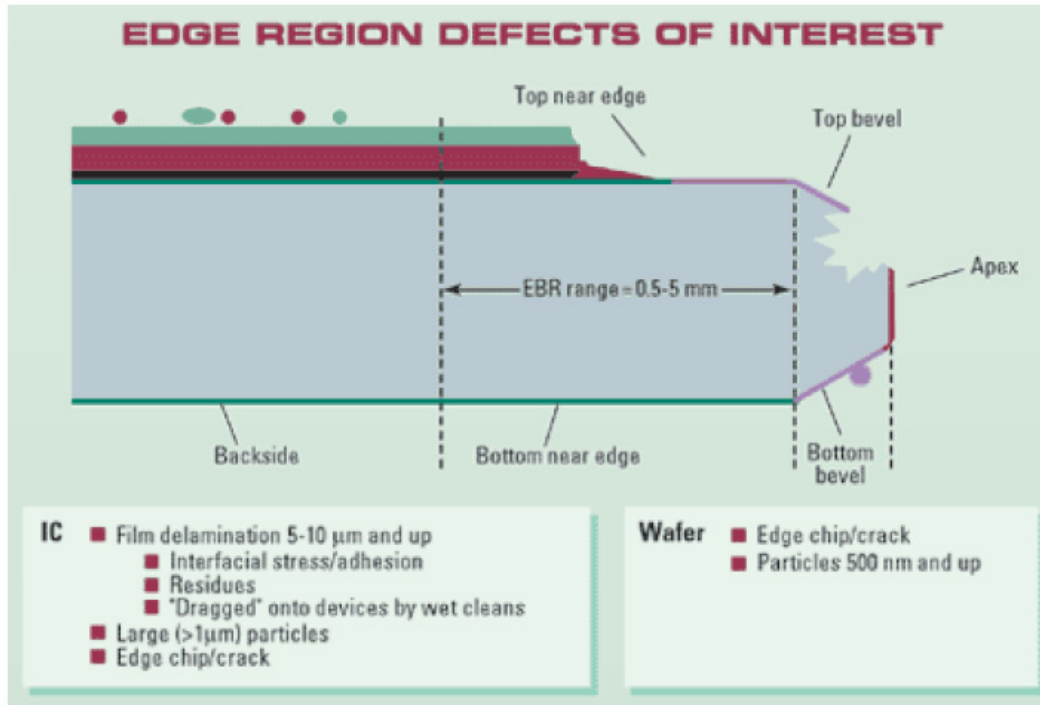 EDGE REGION DEFECTS OF INTEREST
Top near edge
Top bevel
Apex
EBR range = 0.5-5 mm
Backside
Bottom near edge
Bottom
bevel
IC
Film delamination 5-10 µm and up
Interfacial stress/adhesion
Residues
"Dragged" onto devices by wet cleans
Large (>1µm) particles
Edge chip/crack
Wafer
Edge chip/crack
Particles 500 nm and up